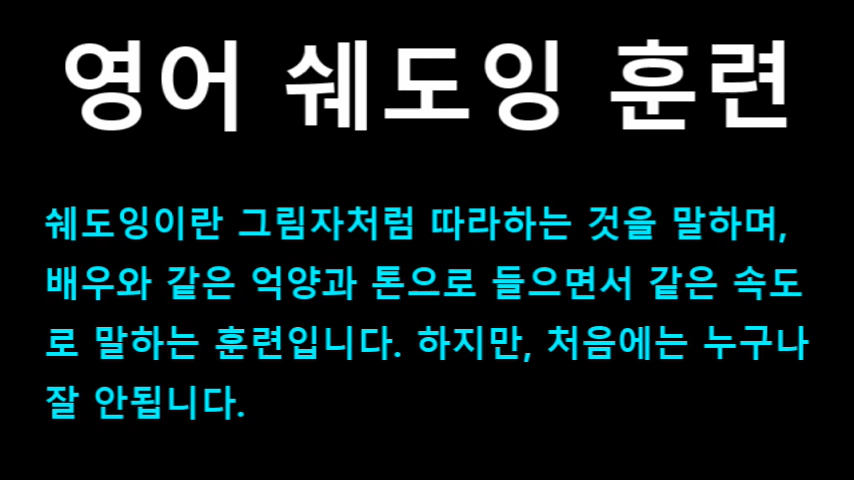 영어 쉐도잉 훈련
쉐도잉이란 그림자처럼 따라하는 것을 말하며,
배우와 같은 억양과 톤으로 들으면서 같은 속도
로 말하는 훈련입니다. 하지만, 처음에는 누구나
잘 안됩니다.